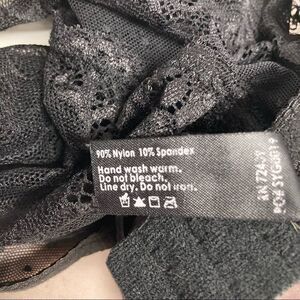 90% Nylon 10% Spandex
Hand wash warm.
Do not bleach.
Line dry. Do not iron.